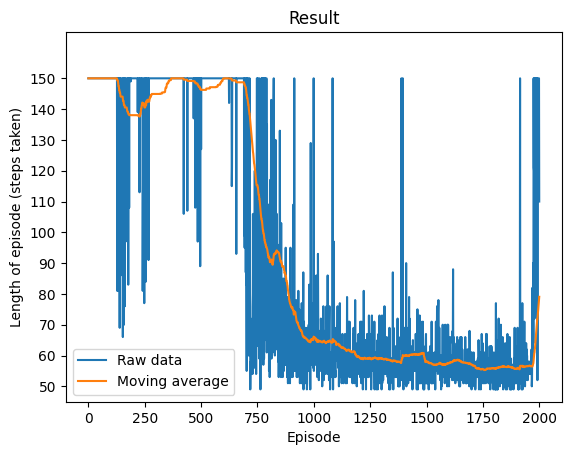 Result
Length of episode (steps taken)
150
140
130
120
110
100
90
80
70
60
50
Raw data
Moving average
0 250 500 750 1000 1250 1500 1750 2000
Episode